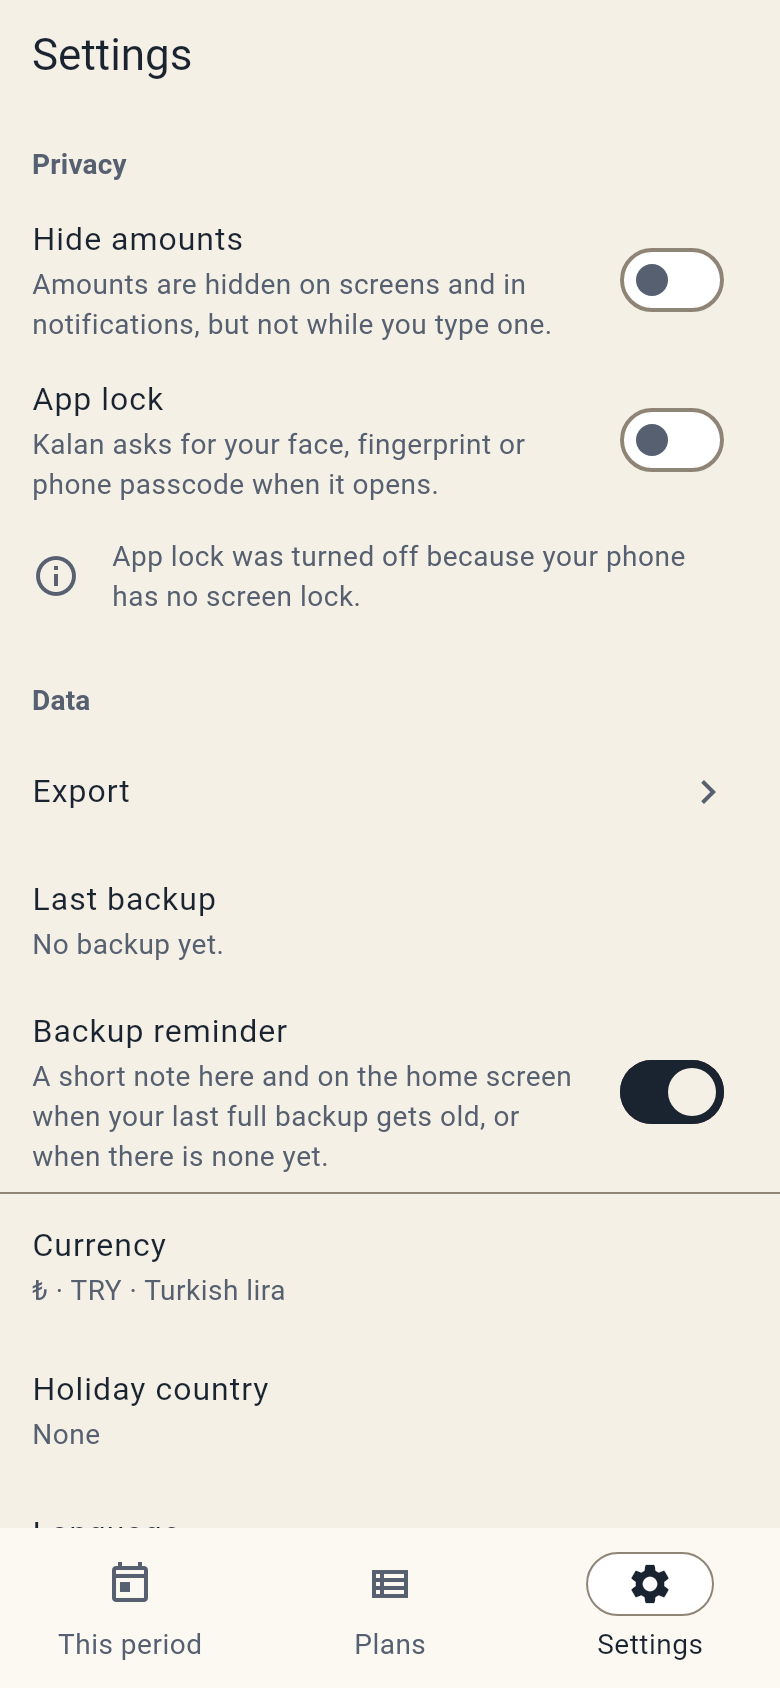 Settings
Privacy
Hide amounts
Amounts are hidden on screens and in
notifications, but not while you type one.
App lock
Kalan asks for your face, fingerprint or
phone passcode when it opens.
App lock was turned off because your phone
has no screen lock.
Data
Export
Last backup
No backup yet.
Backup reminder
A short note here and on the home screen
when your last full backup gets old, or
when there is none yet.
Currency
₺ · TRY · Turkish lira
Holiday country
None
This period
Plans
Settings